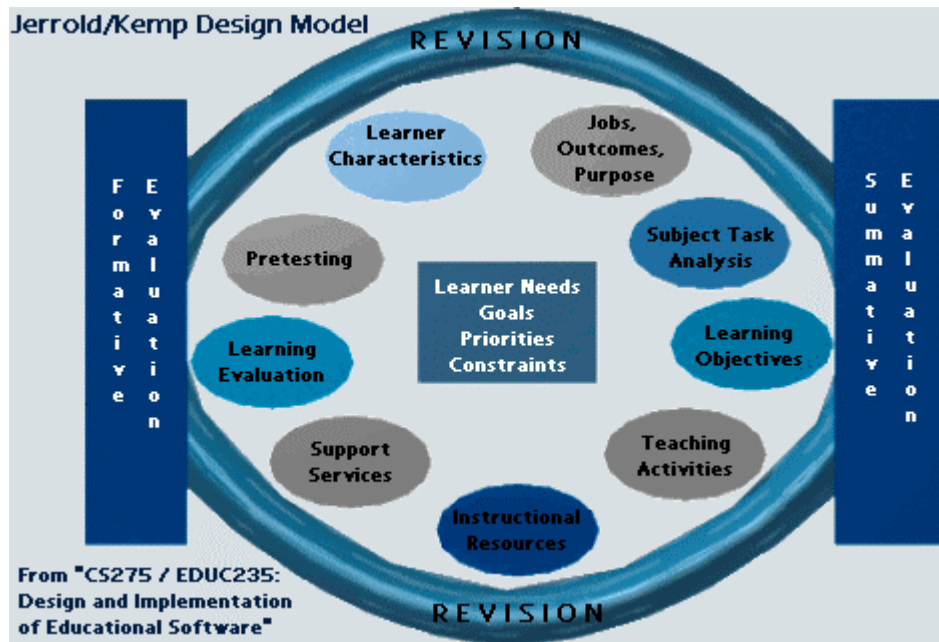 Jerrold/Kemp Design Model
REVISION
Learner
Characteristics
Jobs,
Outcomes,
Purpose
Formative
Evaluation
Summative
Evaluation
Pretesting
Subject Task
Analysis
Learner Needs
Goals
Priorities
Constraints
Learning
Evaluation
Learning
Objectives
Support
Services
Teaching
Activities
Instructional
Resources
From "CS275 / EDUC235:
Design and Implementation
of Educational Software"
REVISION